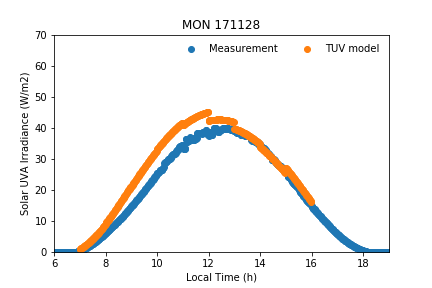 MON 171128
Measurement TUV model
70
60
50
40
30
20
10
0
Solar UVA Irradiance (W/m2)
6 8 10 12 14 16 18
Local Time (h)